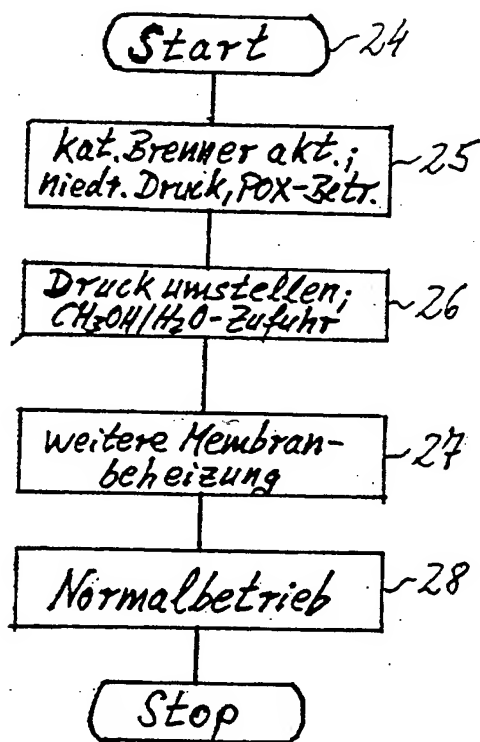 Start 24
kat. Brenner akt.;
niedr. Druck, POX-Betr. 25
Druck umstellen;
CH₃OH/H₂O-Zufuhr 26
weitere Membran-
beheizung 27
Normalbetrieb 28
Stop